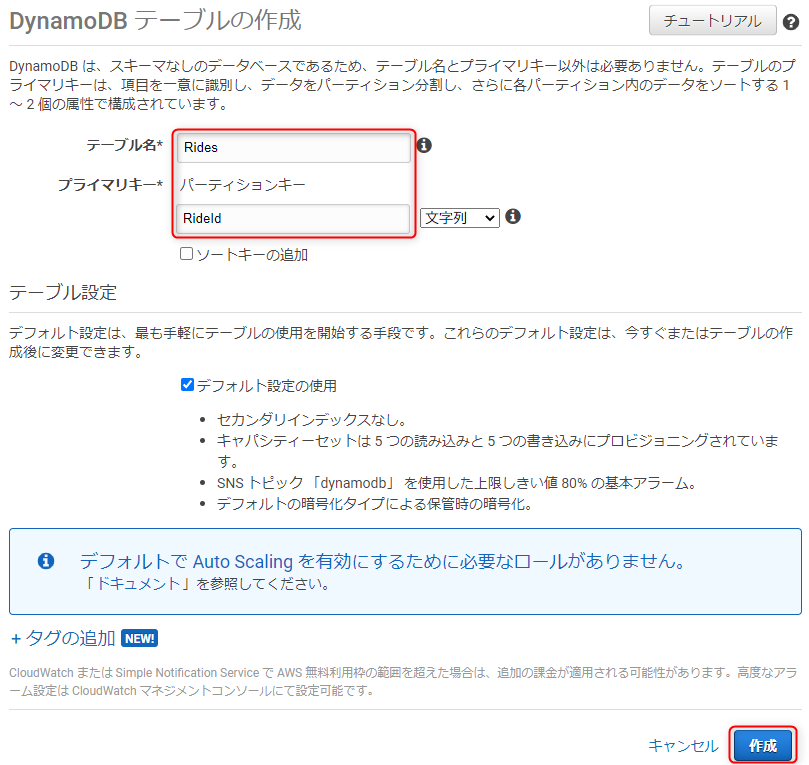 DynamoDB テーブルの作成
チュートリアル
DynamoDB は、スキーマなしのデータベースであるため、テーブル名とプライマリキー以外は必要ありません。テーブルのプ
ライマリキーは、項目を一意に識別し、データをパーティション分割し、さらに各パーティション内のデータをソートする 1
～ 2 個の属性で構成されています。
テーブル名* Rides
プライマリキー* パーティションキー
RideId 文字列
ソートキーの追加
テーブル設定
デフォルト設定は、最も手軽にテーブルの使用を開始する手段です。これらのデフォルト設定は、今すぐまたはテーブルの作
成後に変更できます。
デフォルト設定の使用
• セカンダリインデックスなし。
• キャパシティーセットは 5 つの読み込みと 5 つの書き込みにプロビジョニングされていま
す。
• SNS トピック 「dynamodb」 を使用した上限しきい値 80% の基本アラーム。
• デフォルトの暗号化タイプによる保管時の暗号化。
デフォルトで Auto Scaling を有効にするために必要なロールがありません。
「ドキュメント」を参照してください。
+ タグの追加 NEW!
CloudWatch または Simple Notification Service で AWS 無料利用枠の範囲を超えた場合は、追加の課金が適用される可能性があります。高度なアラ
ーム設定は CloudWatch マネジメントコンソールにて設定可能です。
キャンセル 作成